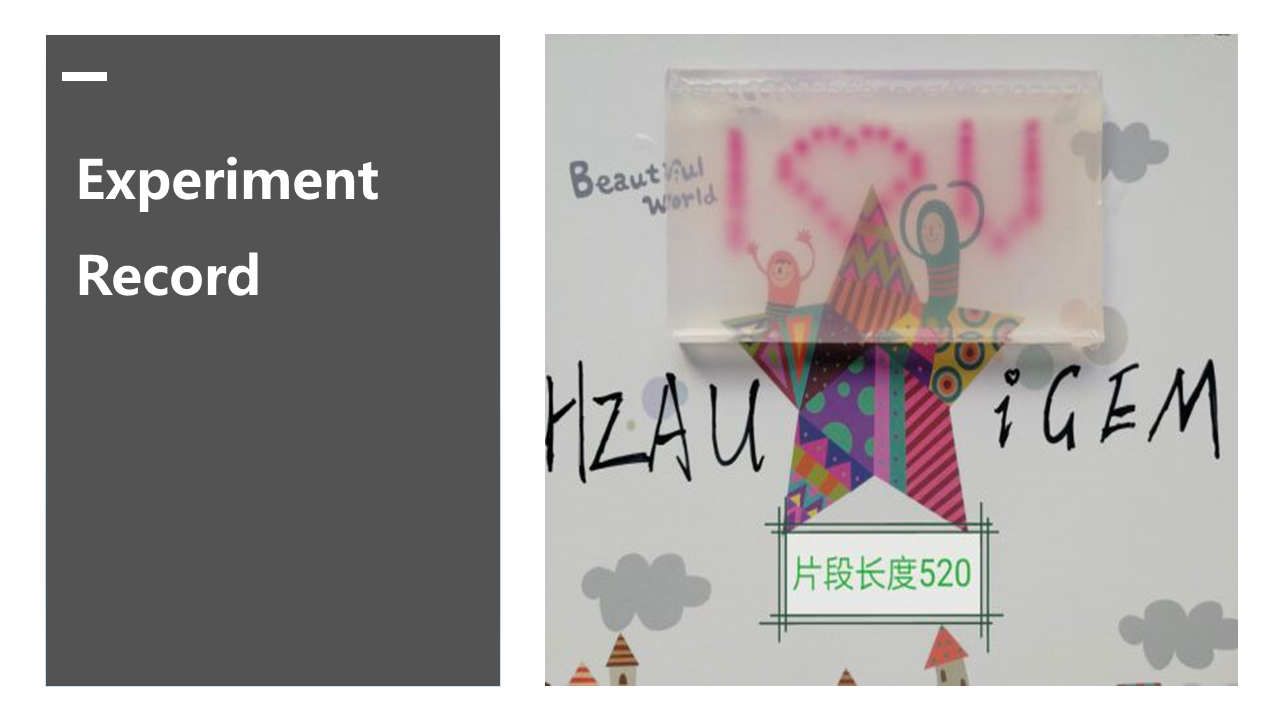 Experiment
Record
I ♥ U
Beautiful
World
HZAU iGEM
片段长度520